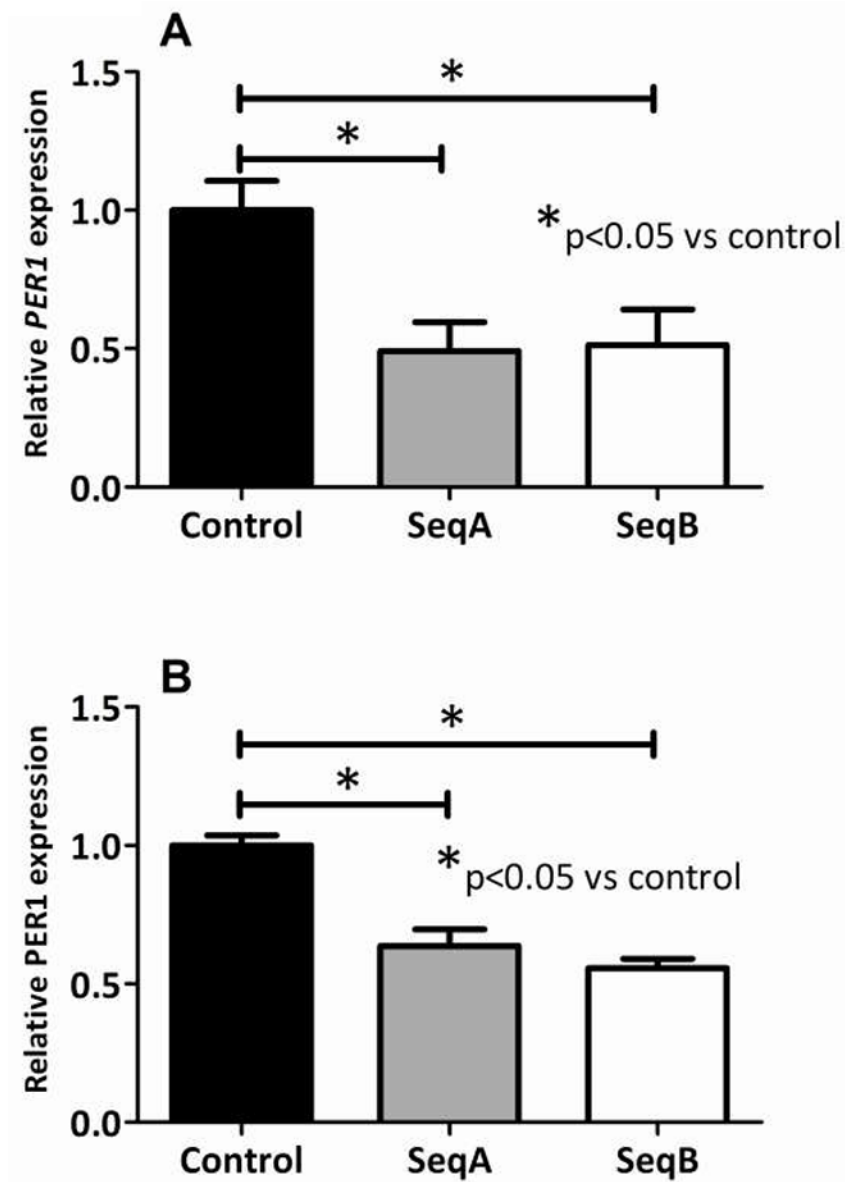 A
Relative PER1 expression
1.5
1.0
0.5
0.0
*
*
* p<0.05 vs control
Control SeqA SeqB
B
Relative PER1 expression
1.5
1.0
0.5
0.0
*
*
* p<0.05 vs control
Control SeqA SeqB